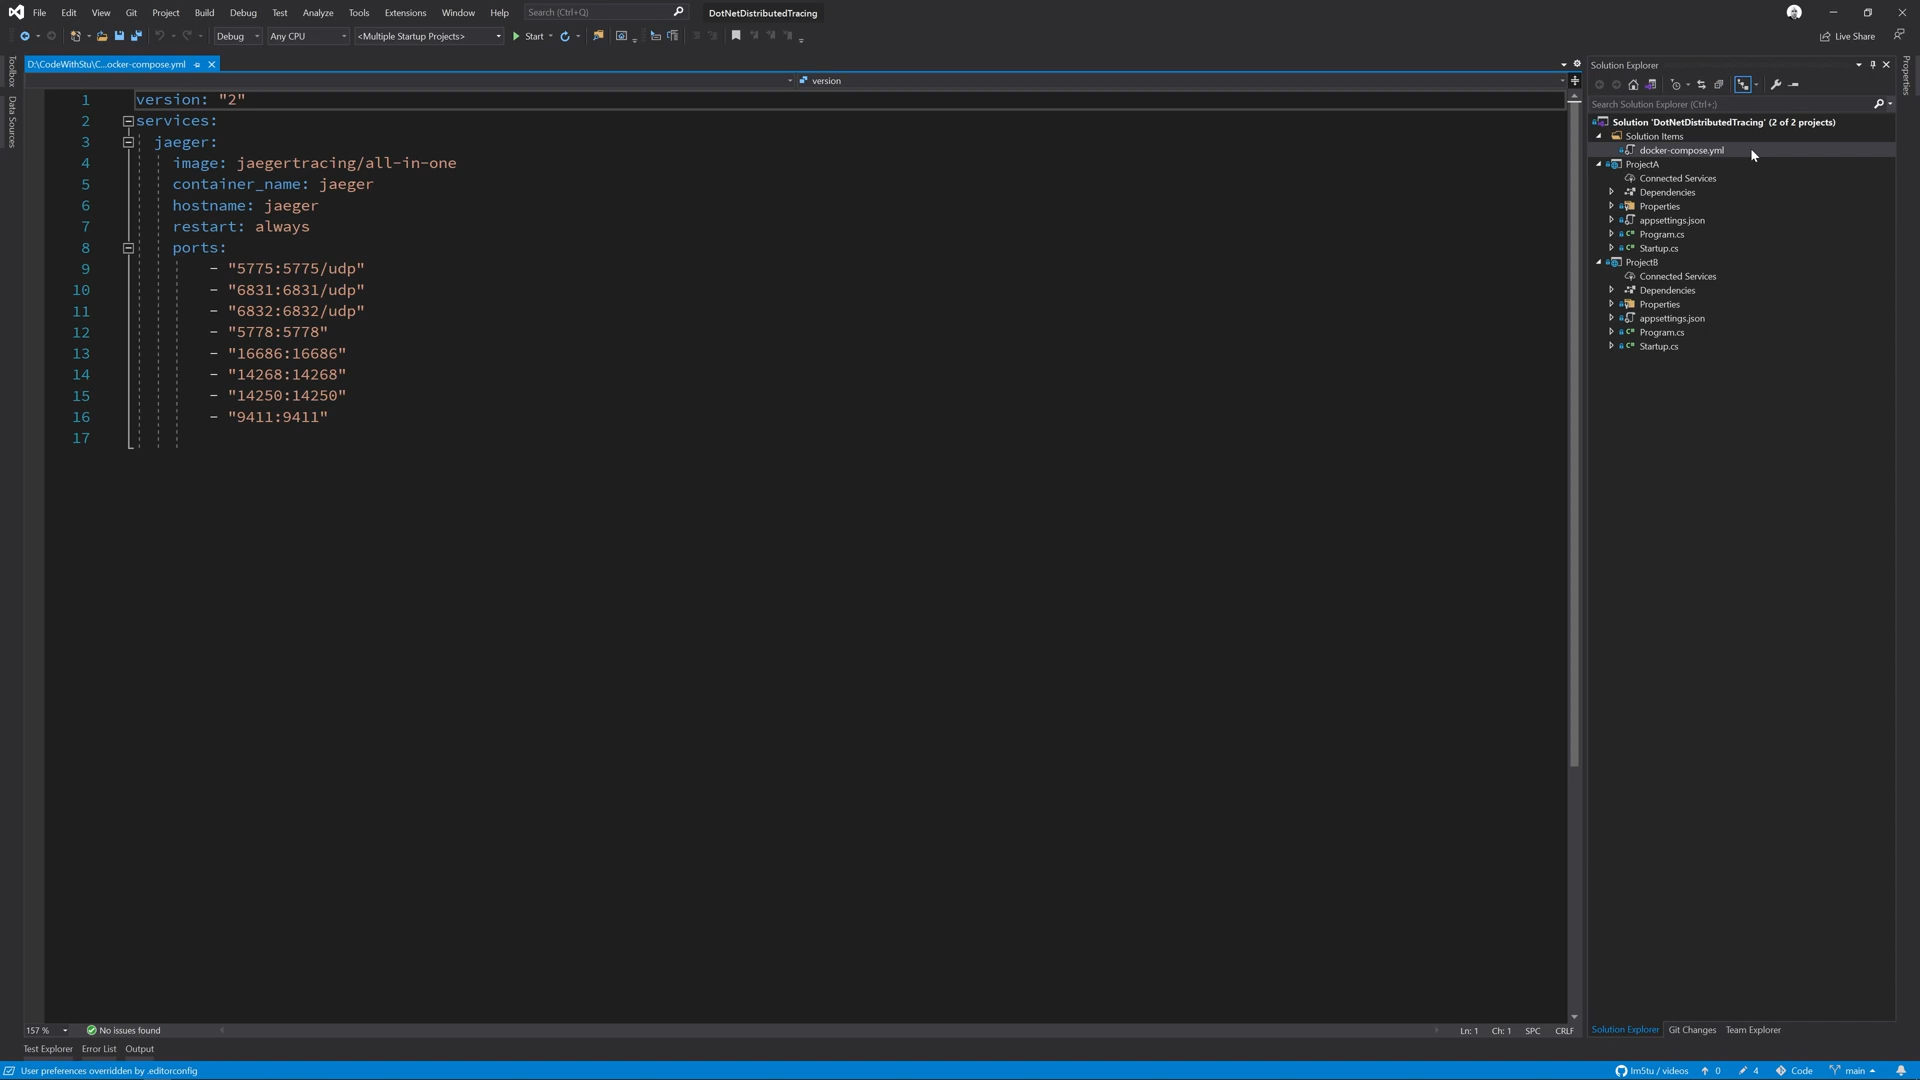 File Edit View Git Project Build Debug Test Analyze Tools Extensions Window Help Search (Ctrl+Q) DotNetDistributedTracing
Debug Any CPU <Multiple Startup Projects> Start Live Share
Toolbox
Data Sources
D:\CodeWithStu\C...ocker-compose.yml
version
1 version: "2"
2 services:
3 jaeger:
4 image: jaegertracing/all-in-one
5 container_name: jaeger
6 hostname: jaeger
7 restart: always
8 ports:
9 - "5775:5775/udp"
10 - "6831:6831/udp"
11 - "6832:6832/udp"
12 - "5778:5778"
13 - "16686:16686"
14 - "14268:14268"
15 - "14250:14250"
16 - "9411:9411"
17
Solution Explorer
Properties
Search Solution Explorer (Ctrl+;)
Solution 'DotNetDistributedTracing' (2 of 2 projects)
Solution Items
docker-compose.yml
ProjectA
Connected Services
Dependencies
Properties
appsettings.json
C# Program.cs
C# Startup.cs
ProjectB
Connected Services
Dependencies
Properties
appsettings.json
C# Program.cs
C# Startup.cs
157 % No issues found Ln: 1 Ch: 1 SPC CRLF
Solution Explorer Git Changes Team Explorer
Test Explorer Error List Output
User preferences overridden by .editorconfig
Im5tu / videos 0 4 Code main